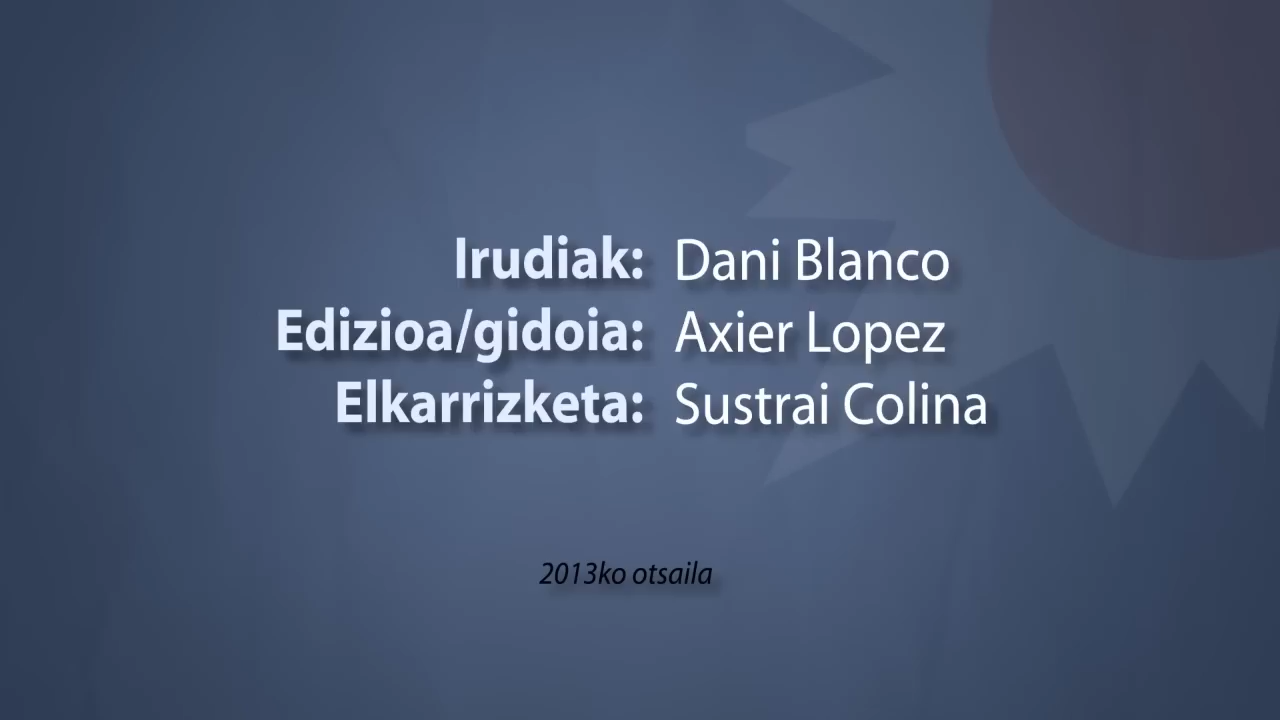 Irudiak: Dani Blanco
Edizioa/gidoia: Axier Lopez
Elkarrizketa: Sustrai Colina
2013ko otsaila